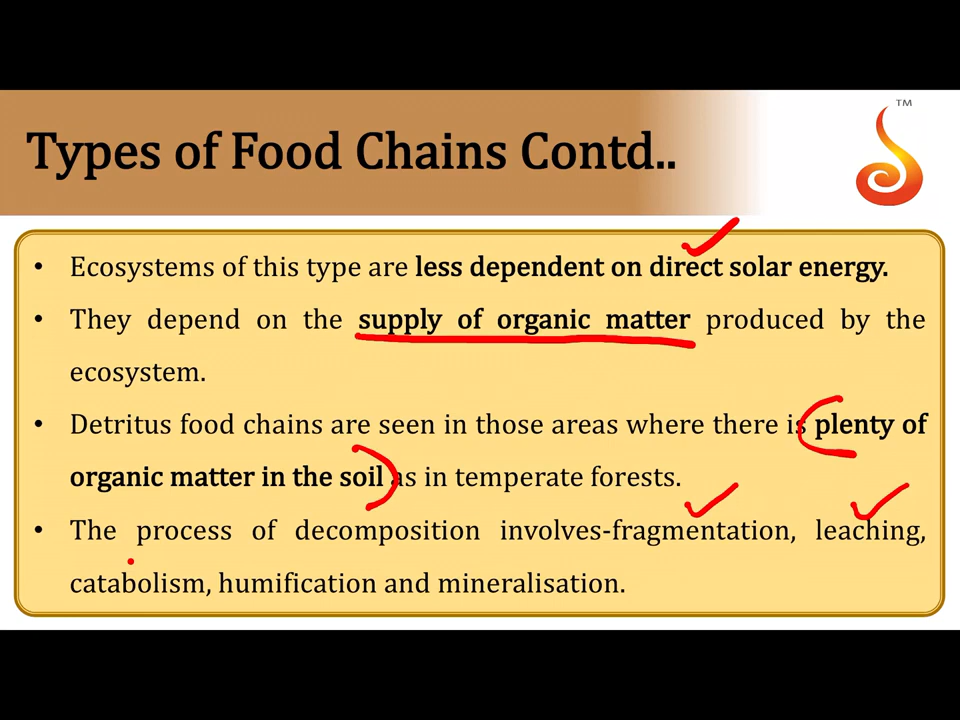 TM
Types of Food Chains Contd..
• Ecosystems of this type are less dependent on direct solar energy.
• They depend on the supply of organic matter produced by the
ecosystem.
• Detritus food chains are seen in those areas where there is plenty of
organic matter in the soil as in temperate forests.
• The process of decomposition involves-fragmentation, leaching,
catabolism, humification and mineralisation.